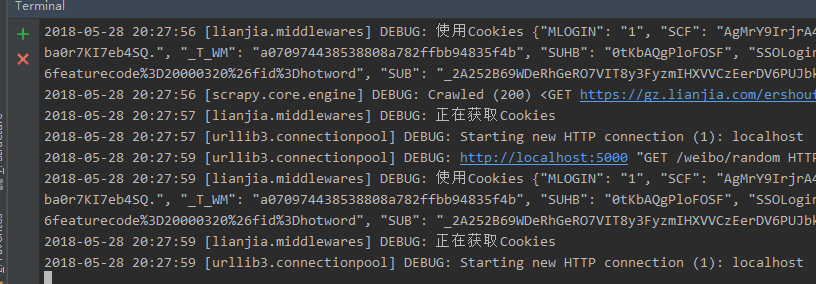 Terminal
2018-05-28 20:27:56 [lianjia.middlewares] DEBUG: 使用Cookies {"MLOGIN": "1", "SCF": "AgMrY9IrjrA4
ba0r7KI7eb4SQ.", "_T_WM": "a070974438538808a782ffbb94835f4b", "SUHB": "0tKbAQgPloFOSF", "SSOLogin
6featurecode%3D20000320%26fid%3Dhotword", "SUB": "_2A252B69WDeRhGeRO7VIT8y3FyzmIHXVVCzEerDV6PUJbk
2018-05-28 20:27:56 [scrapy.core.engine] DEBUG: Crawled (200) <GET https://gz.lianjia.com/ershouf
2018-05-28 20:27:57 [lianjia.middlewares] DEBUG: 正在获取Cookies
2018-05-28 20:27:57 [urllib3.connectionpool] DEBUG: Starting new HTTP connection (1): localhost
2018-05-28 20:27:59 [urllib3.connectionpool] DEBUG: http://localhost:5000 "GET /weibo/random HTTP
2018-05-28 20:27:59 [lianjia.middlewares] DEBUG: 使用Cookies {"MLOGIN": "1", "SCF": "AgMrY9IrjrA4
ba0r7KI7eb4SQ.", "_T_WM": "a070974438538808a782ffbb94835f4b", "SUHB": "0tKbAQgPloFOSF", "SSOLogin
6featurecode%3D20000320%26fid%3Dhotword", "SUB": "_2A252B69WDeRhGeRO7VIT8y3FyzmIHXVVCzEerDV6PUJbk
2018-05-28 20:27:59 [lianjia.middlewares] DEBUG: 正在获取Cookies
2018-05-28 20:27:59 [urllib3.connectionpool] DEBUG: Starting new HTTP connection (1): localhost